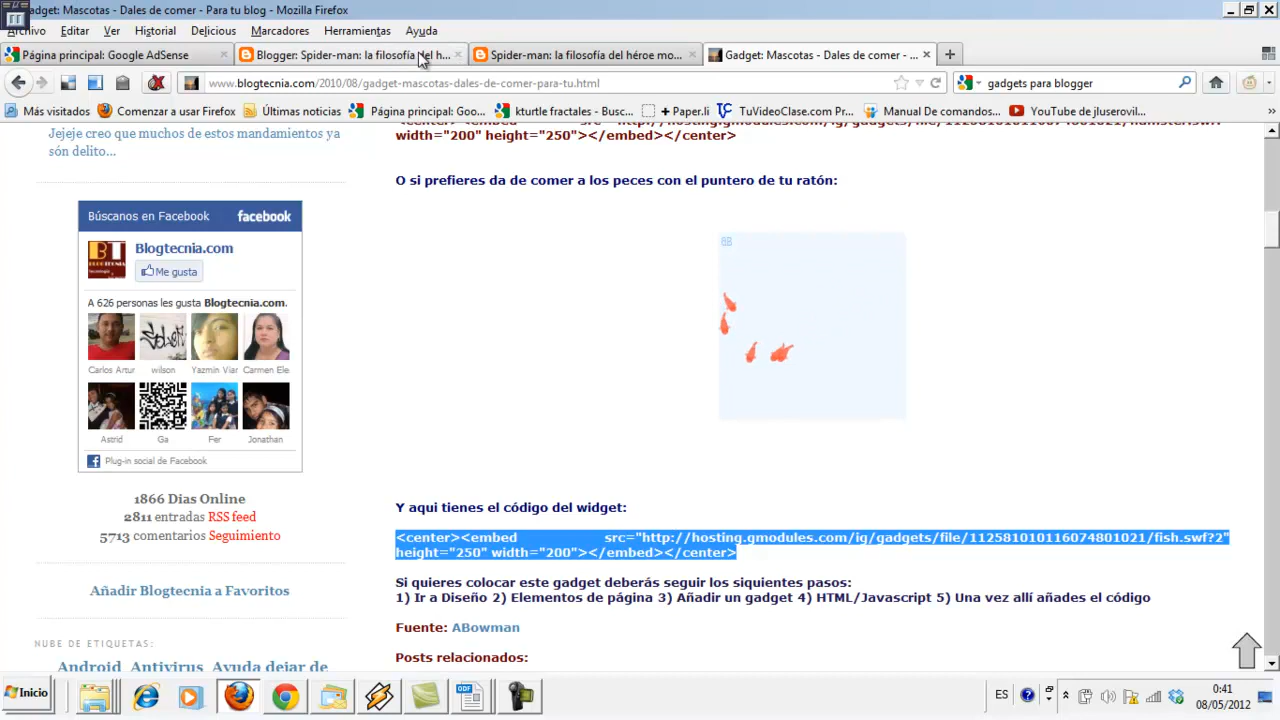 Gadget: Mascotas - Dales de comer - Para tu blog - Mozilla Firefox
Archivo Editar Ver Historial Delicious Marcadores Herramientas Ayuda
Página principal: Google AdSense
Blogger: Spider-man: la filosofía del h...
Spider-man: la filosofía del héroe mo...
Gadget: Mascotas - Dales de comer - ...
www.blogtecnia.com/2010/08/gadget-mascotas-dales-de-comer-para-tu.html
gadgets para blogger
Más visitados Comenzar a usar Firefox Últimas noticias Página principal: Goo... kturtle fractales - Busc... + Paper.li TuVideoClase.com Pr... Manual De comandos... YouTube de jluserovil...
Jejeje creo que muchos de estos mandamientos ya
són delito...
Búscanos en Facebook facebook
Blogtecnia.com
Me gusta
A 626 persones les gusta Blogtecnia.com.
Carlos Artur wilson Yazmin Viar Carmen Ele
Astrid Ga Fer Jonathan
Plug-in social de Facebook
1866 Dias Online
2811 entradas RSS feed
5713 comentarios Seguimiento
Añadir Blogtecnia a Favoritos
NUBE DE ETIQUETAS:
Android Antivirus Ayuda dejar de
width="200" height="250"></embed></center>
O si prefieres da de comer a los peces con el puntero de tu ratón:
Y aqui tienes el código del widget:
<center><embed src="http://hosting.gmodules.com/ig/gadgets/file/112581010116074801021/fish.swf?2"
height="250" width="200"></embed></center>
Si quieres colocar este gadget deberás seguir los siquientes pasos:
1) Ir a Diseño 2) Elementos de página 3) Añadir un gadget 4) HTML/Javascript 5) Una vez allí añades el código
Fuente: ABowman
Posts relacionados:
Inicio
ES
0:41
08/05/2012